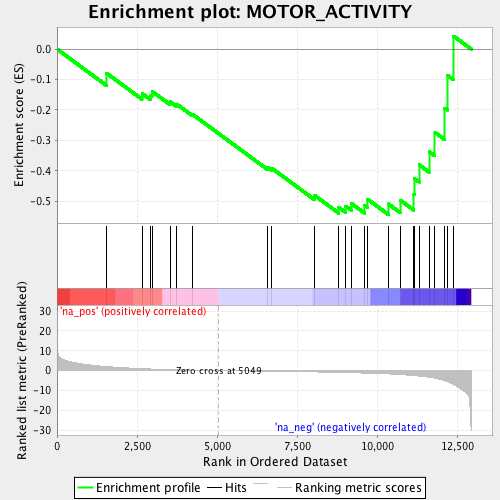 Enrichment plot: MOTOR_ACTIVITY
Enrichment score (ES)
0.0
-0.1
-0.2
-0.3
-0.4
-0.5
'na_pos' (positively correlated)
Ranked list metric (PreRanked)
30
20
10
0
-10
-20
-30
Zero cross at 5049
'na_neg' (negatively correlated)
0
2,500
5,000
7,500
10,000
12,500
Rank in Ordered Dataset
Enrichment profile
Hits
Ranking metric scores